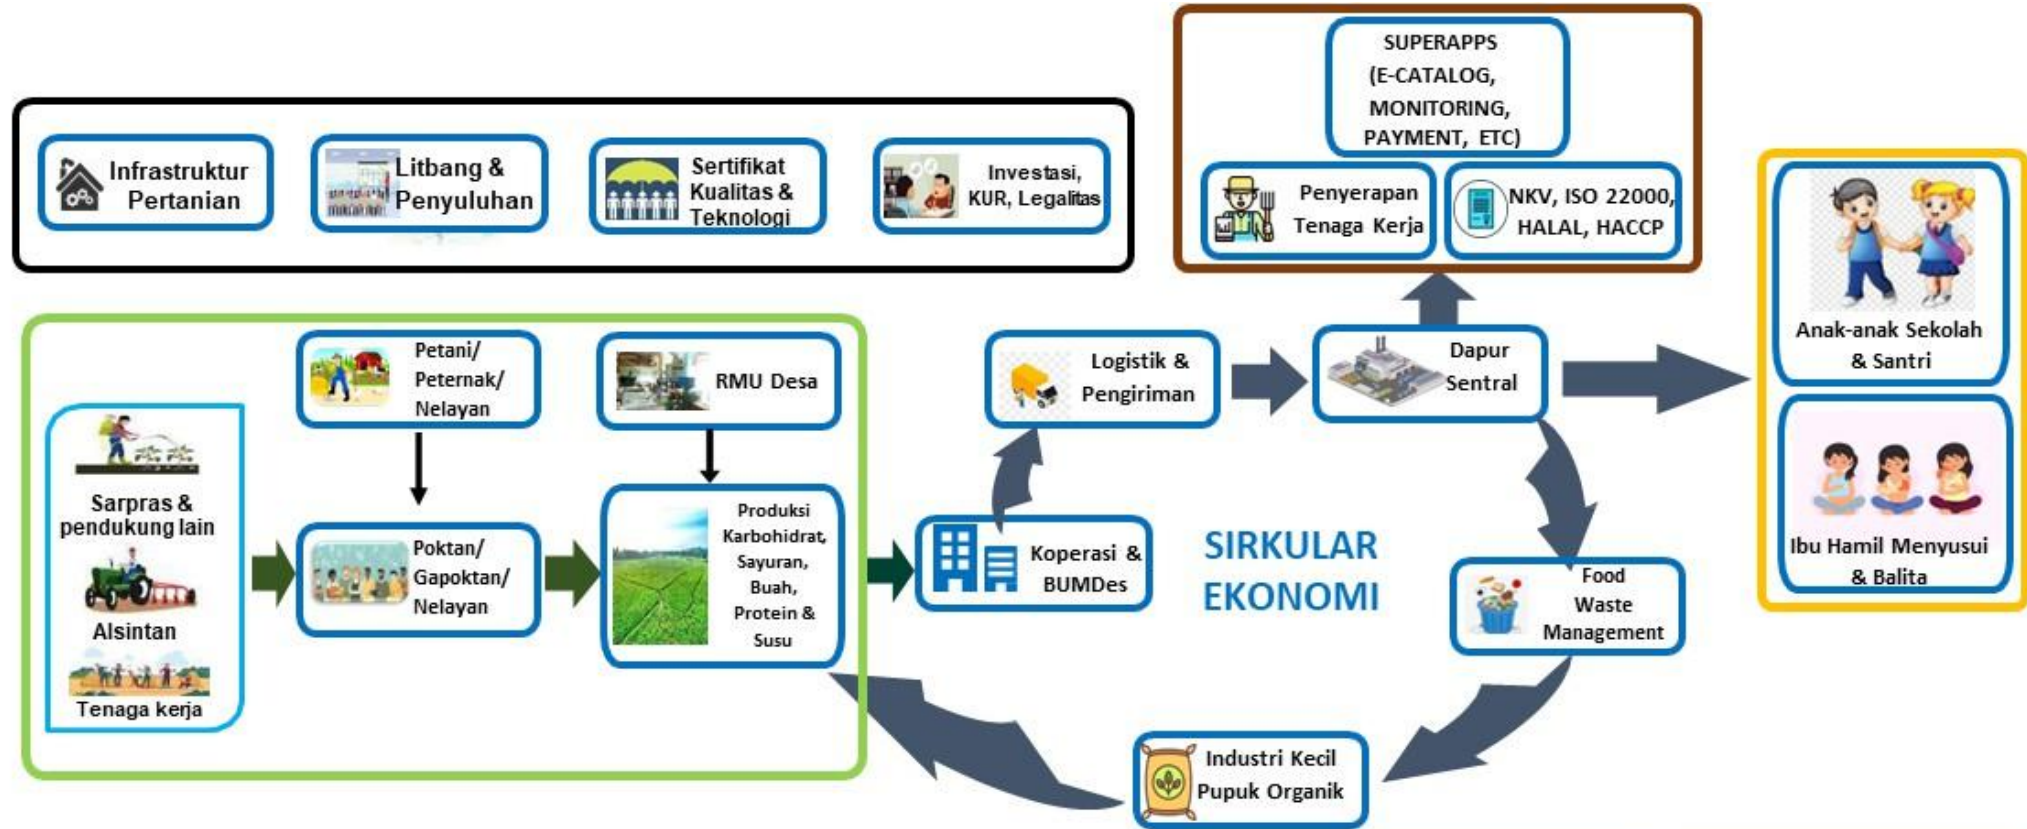 SUPERAPPS
(E-CATALOG,
MONITORING,
PAYMENT, ETC)
Infrastruktur
Pertanian
Litbang &
Penyuluhan
Sertifikat
Kualitas &
Teknologi
Investasi,
KUR, Legalitas
Penyerapan
Tenaga Kerja
NKV, ISO 22000,
HALAL, HACCP
Anak-anak Sekolah
& Santri
Ibu Hamil Menyusui
& Balita
Petani/
Peternak/
Nelayan
RMU Desa
Logistik &
Pengiriman
Dapur
Sentral
Sarpras &
pendukung lain
Alsintan
Tenaga kerja
Poktan/
Gapoktan/
Nelayan
Produksi
Karbohidrat,
Sayuran,
Buah,
Protein &
Susu
Koperasi &
BUMDes
SIRKULAR
EKONOMI
Food
Waste
Management
Industri Kecil
Pupuk Organik